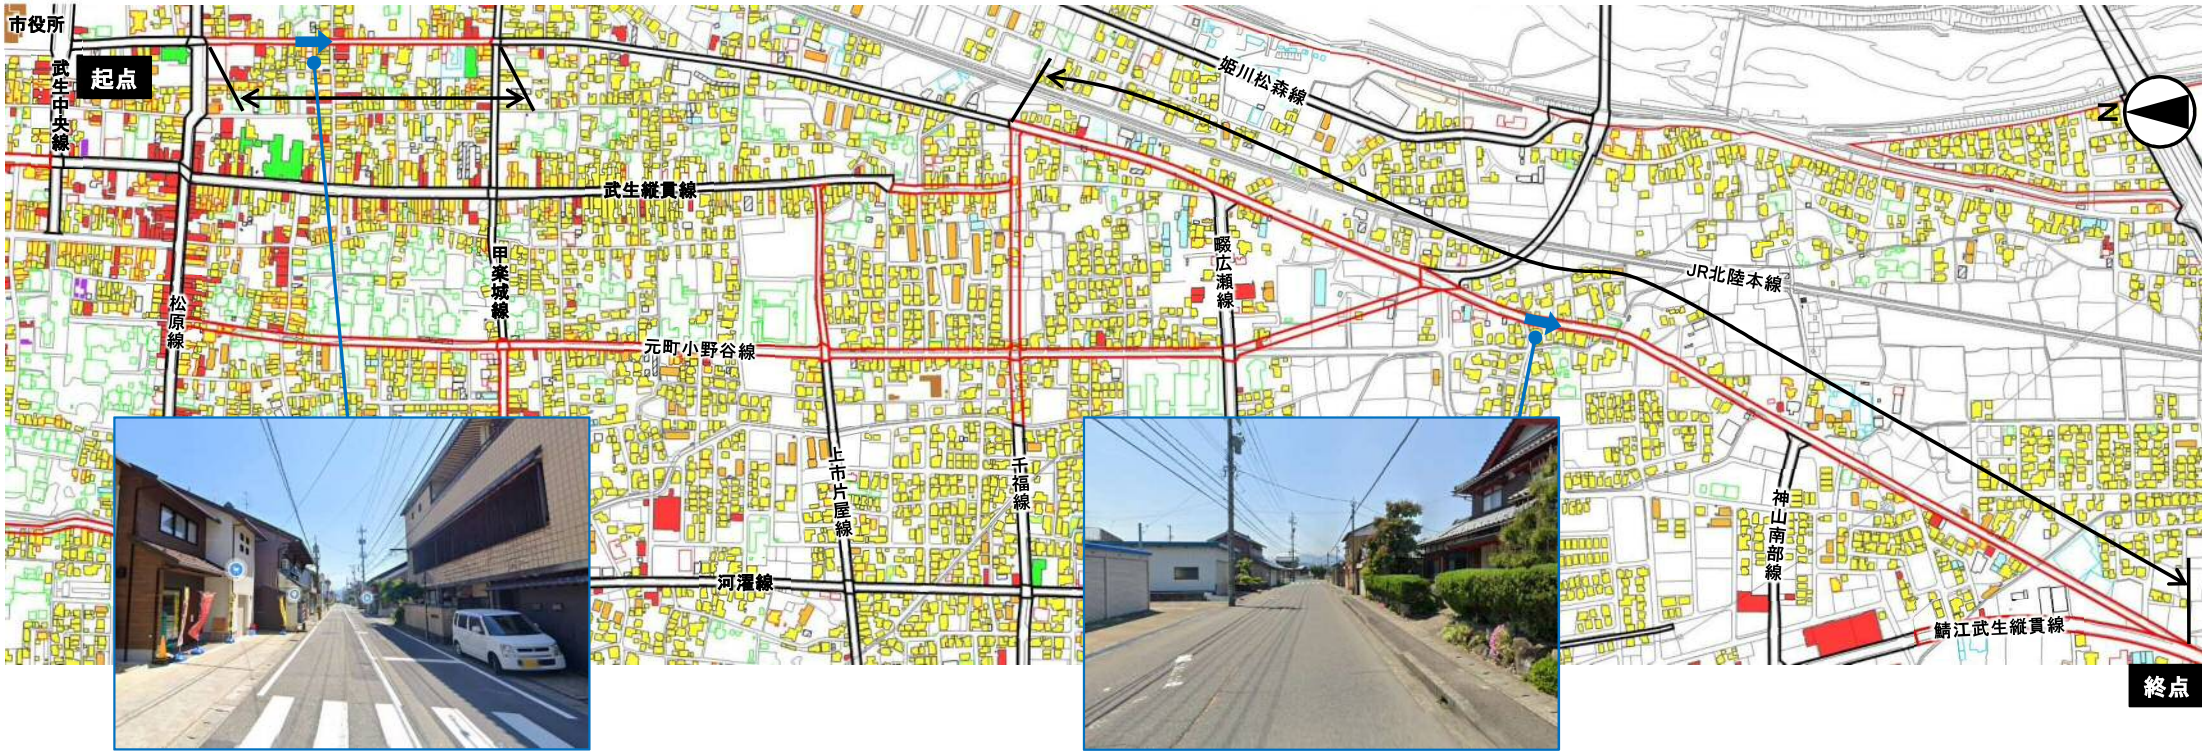 市役所
起点
武生中央線
姫川松森線
N
武生縦貫線
畷広瀬線
甲楽城線
JR北陸本線
松原線
元町小野谷線
上市片屋線
千福線
神山南部線
河濯線
鯖江武生縦貫線
終点